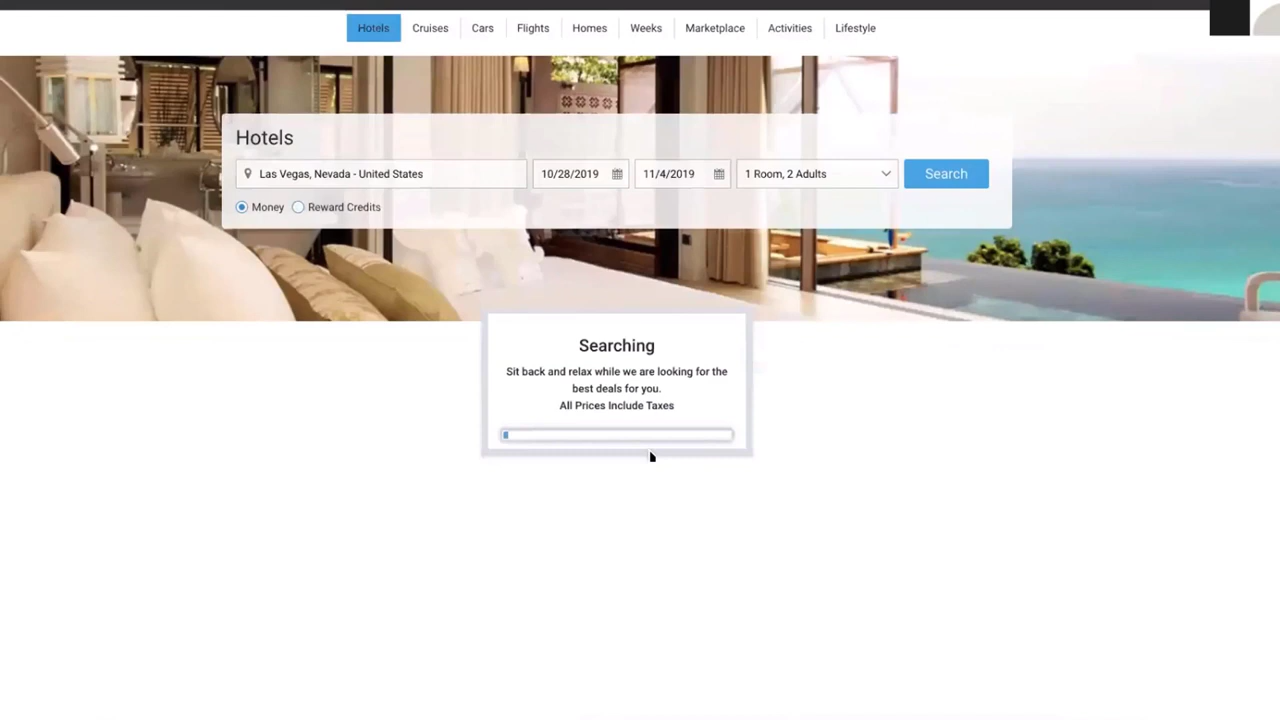 Hotels Cruises Cars Flights Homes Weeks Marketplace Activities Lifestyle
Hotels
Las Vegas, Nevada - United States 10/28/2019 11/4/2019 1 Room, 2 Adults Search
Money Reward Credits
Searching
Sit back and relax while we are looking for the
best deals for you.
All Prices Include Taxes